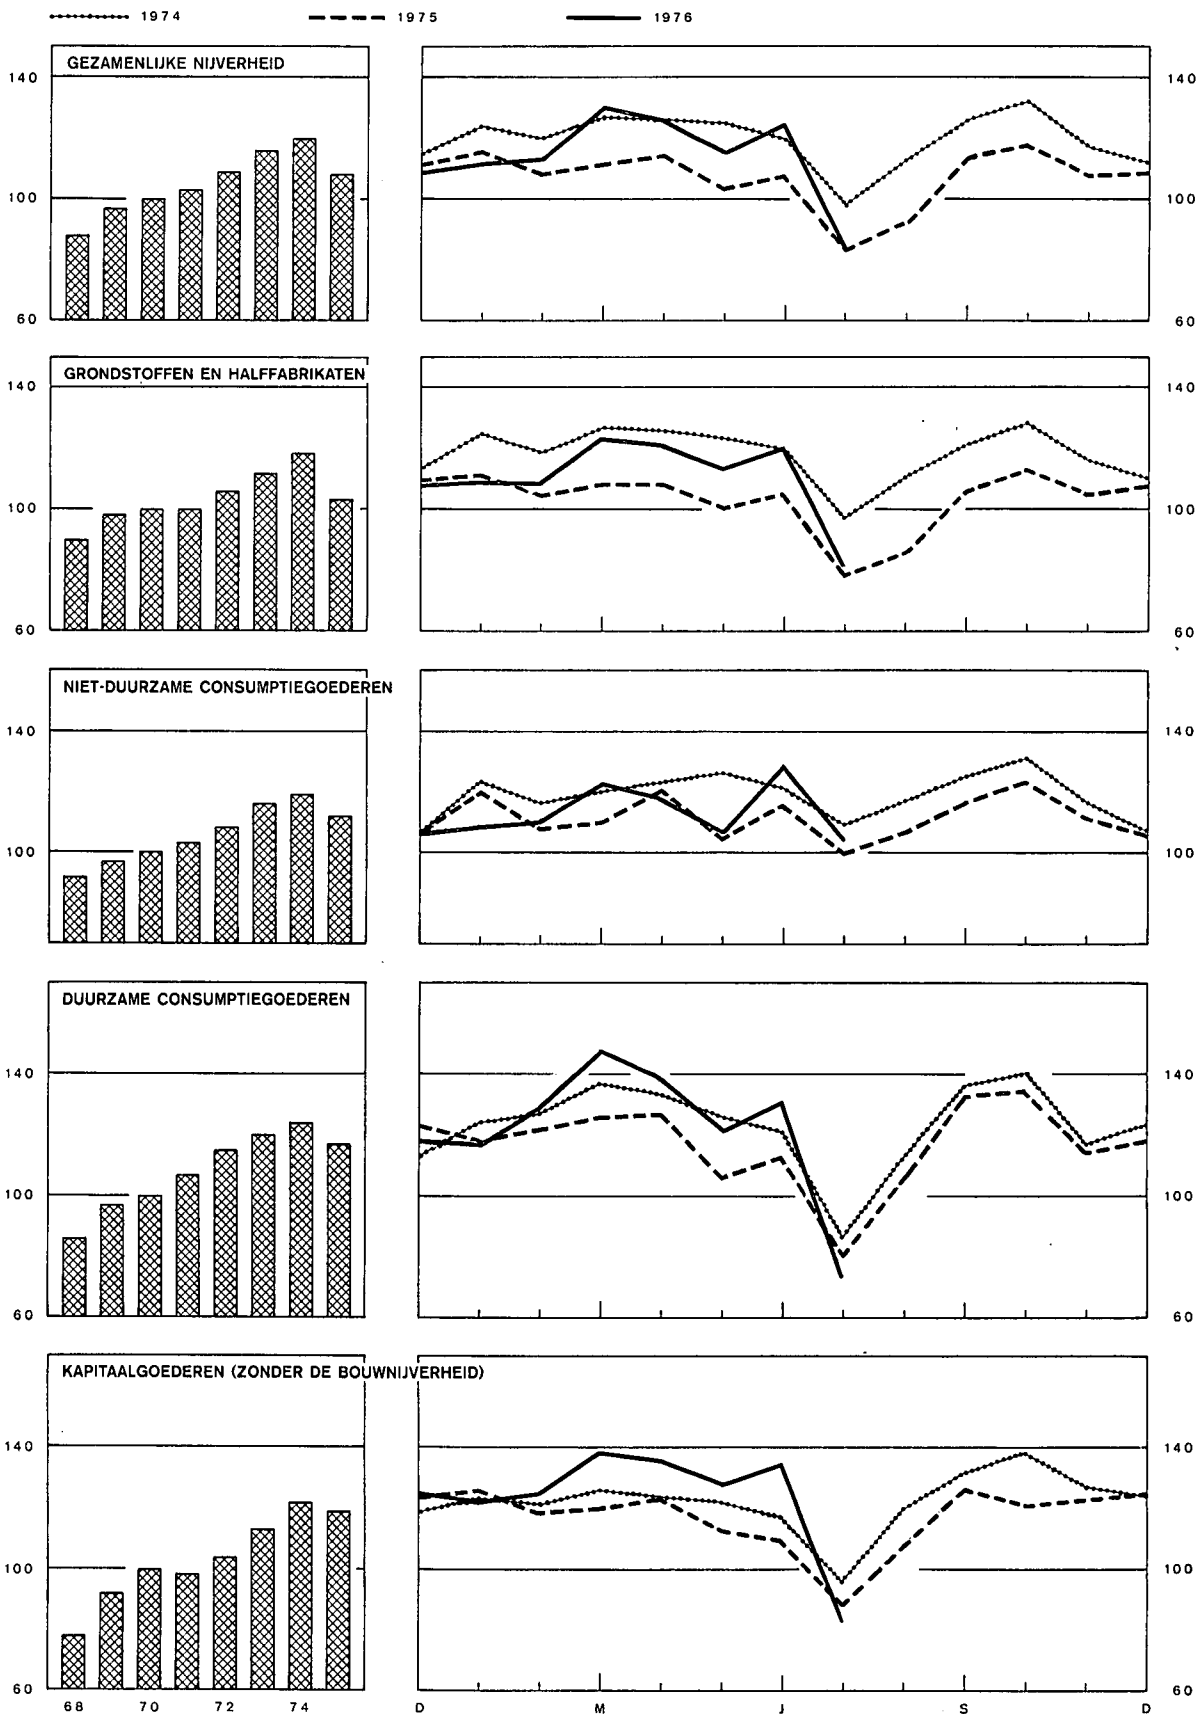 1974 1975 1976
GEZAMENLIJKE NIJVERHEID
140 140
100 100
60 60
GRONDSTOFFEN EN HALFFABRIKATEN
140 140
100 100
60 60
NIET-DUURZAME CONSUMPTIEGOEDEREN
140 140
100 100
DUURZAME CONSUMPTIEGOEDEREN
140 140
100 100
60 60
KAPITAALGOEDEREN (ZONDER DE BOUWNIJVERHEID)
140 140
100 100
60 60
68 70 72 74 D M J S D